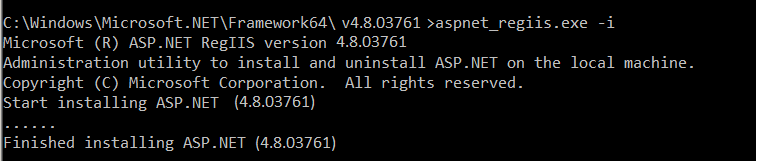 C:\Windows\Microsoft.NET\Framework64\ v4.8.03761 >aspnet_regiis.exe -i
Microsoft (R) ASP.NET RegIIS version 4.8.03761
Administration utility to install and uninstall ASP.NET on the local machine.
Copyright (C) Microsoft Corporation.  All rights reserved.
Start installing ASP.NET  (4.8.03761)
......
Finished installing ASP.NET (4.8.03761)